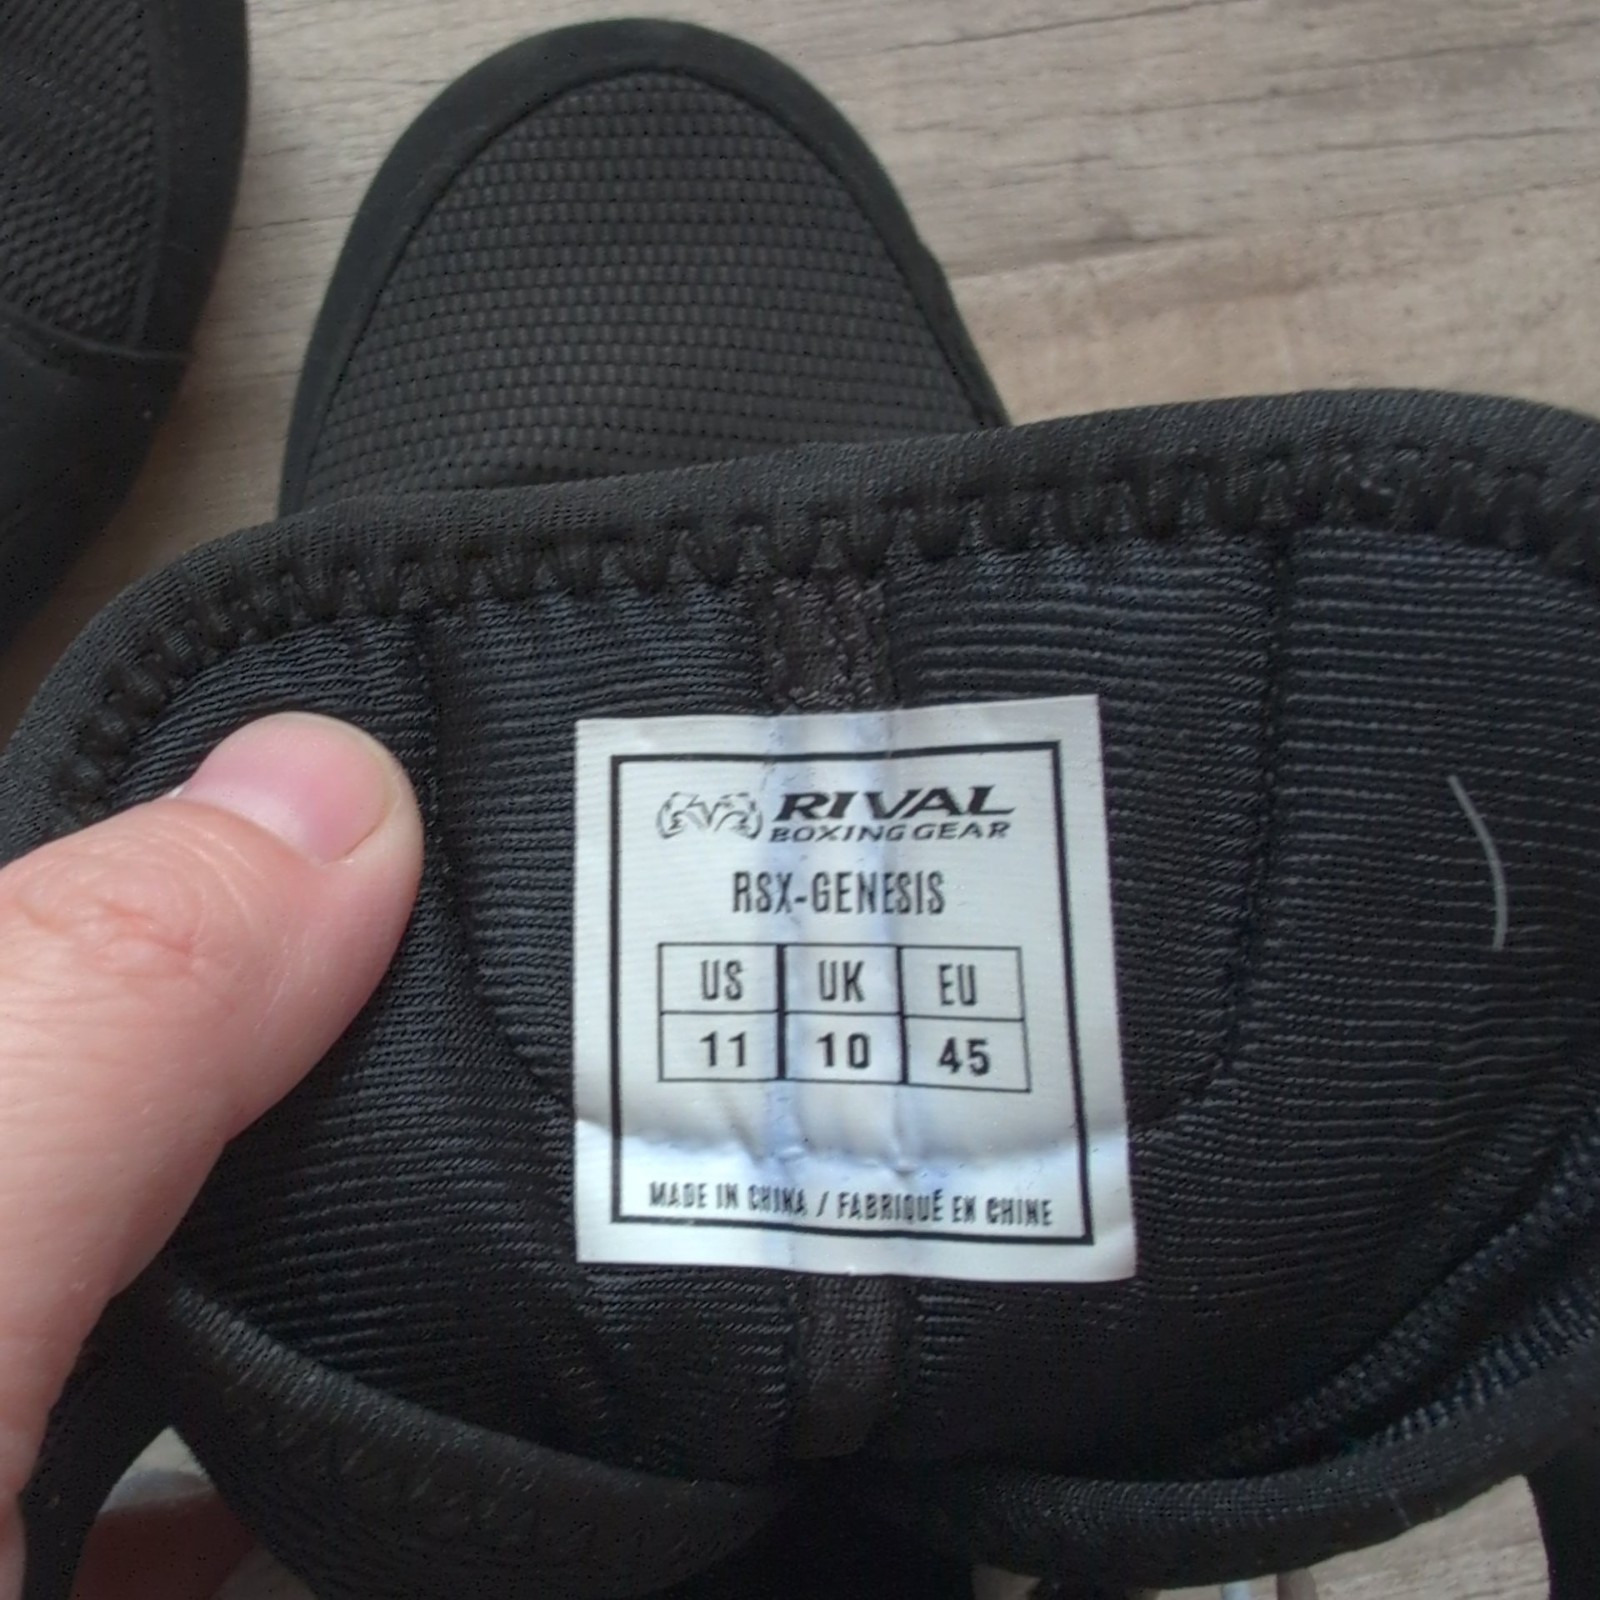 RIVAL
BOXING GEAR
RSX-GENESIS
US UK EU
11 10 45
MADE IN CHINA / FABRIQUÉ EN CHINE